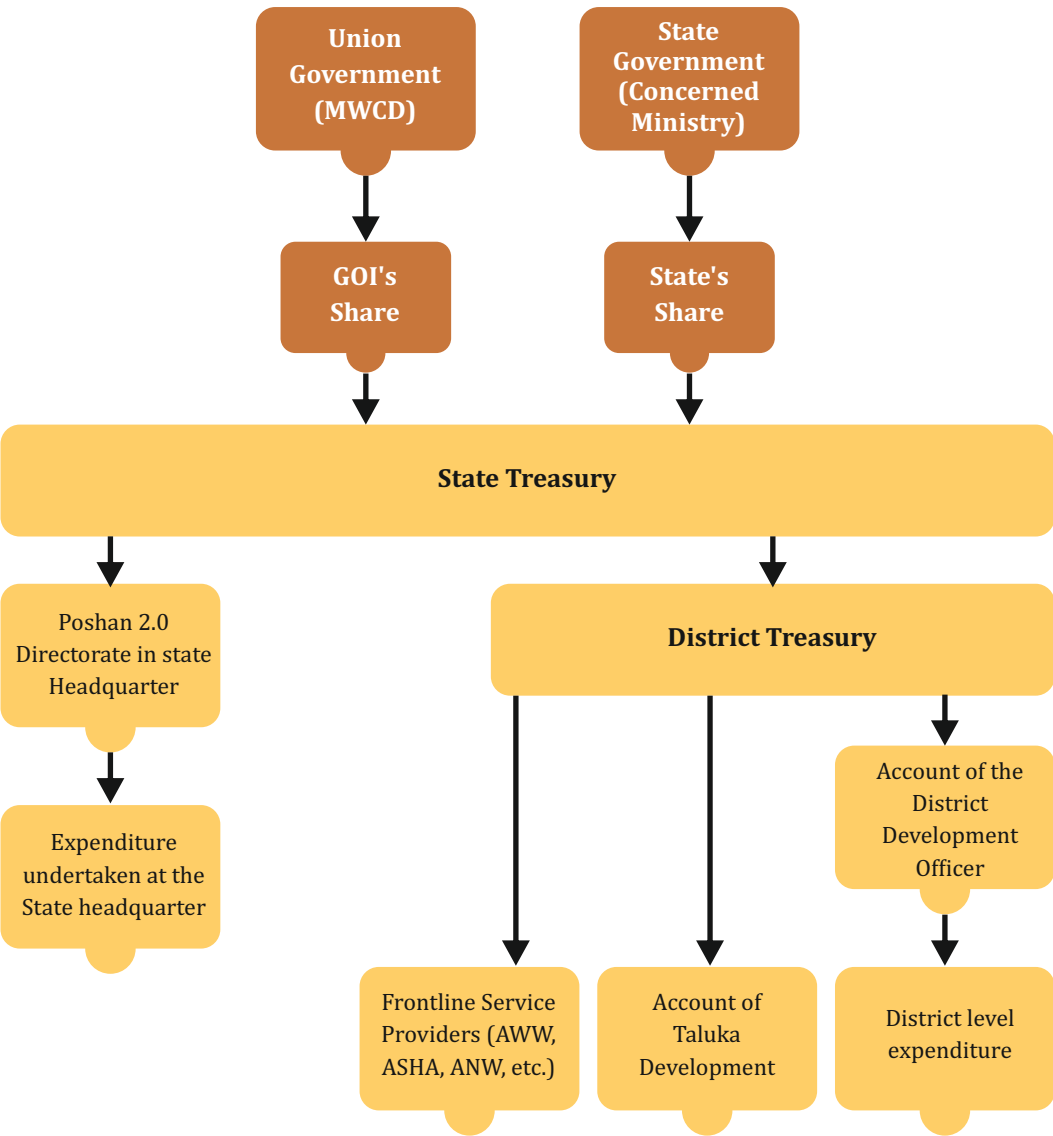 Union
Government
(MWCD)
State
Government
(Concerned
Ministry)
GOI's
Share
State's
Share
State Treasury
Poshan 2.0
Directorate in state
Headquarter
District Treasury
Expenditure
undertaken at the
State headquarter
Account of the
District
Development
Officer
Frontline Service
Providers (AWW,
ASHA, ANW, etc.)
Account of
Taluka
Development
District level
expenditure